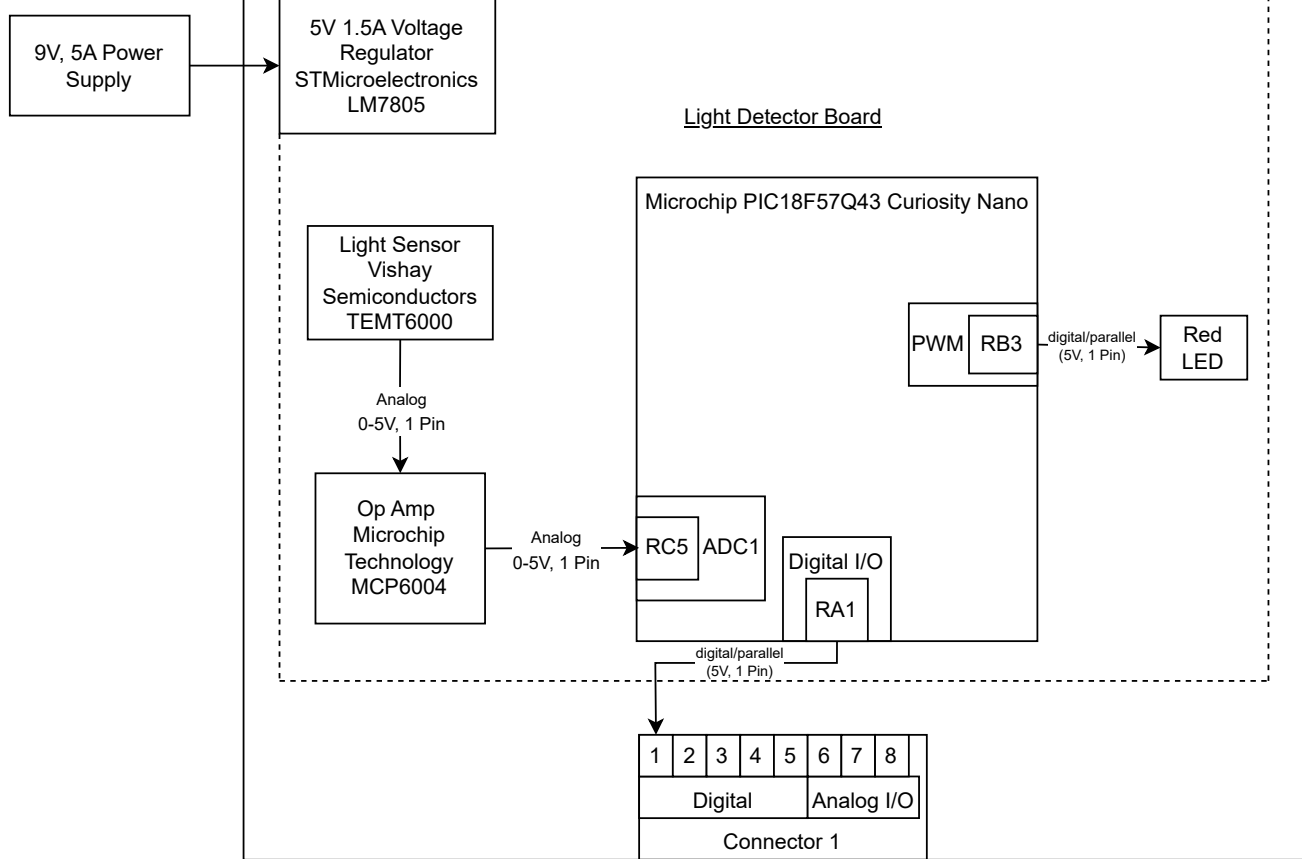 9V, 5A Power
Supply
5V 1.5A Voltage
Regulator
STMicroelectronics
LM7805
Light Detector Board
Microchip PIC18F57Q43 Curiosity Nano
Light Sensor
Vishay
Semiconductors
TEMT6000
PWM
RB3
digital/parallel
(5V, 1 Pin)
Red
LED
Analog
0-5V, 1 Pin
Op Amp
Microchip
Technology
MCP6004
Analog
0-5V, 1 Pin
RC5
ADC1
Digital I/O
RA1
digital/parallel
(5V, 1 Pin)
1 2 3 4 5 6 7 8
Digital
Analog I/O
Connector 1